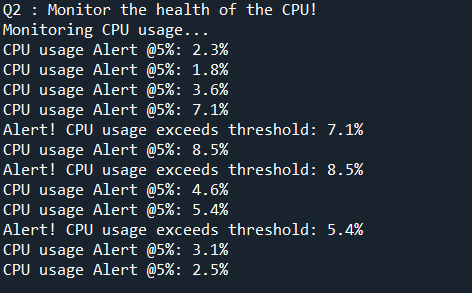 Q2 : Monitor the health of the CPU!
Monitoring CPU usage...
CPU usage Alert @5%: 2.3%
CPU usage Alert @5%: 1.8%
CPU usage Alert @5%: 3.6%
CPU usage Alert @5%: 7.1%
Alert! CPU usage exceeds threshold: 7.1%
CPU usage Alert @5%: 8.5%
Alert! CPU usage exceeds threshold: 8.5%
CPU usage Alert @5%: 4.6%
CPU usage Alert @5%: 5.4%
Alert! CPU usage exceeds threshold: 5.4%
CPU usage Alert @5%: 3.1%
CPU usage Alert @5%: 2.5%